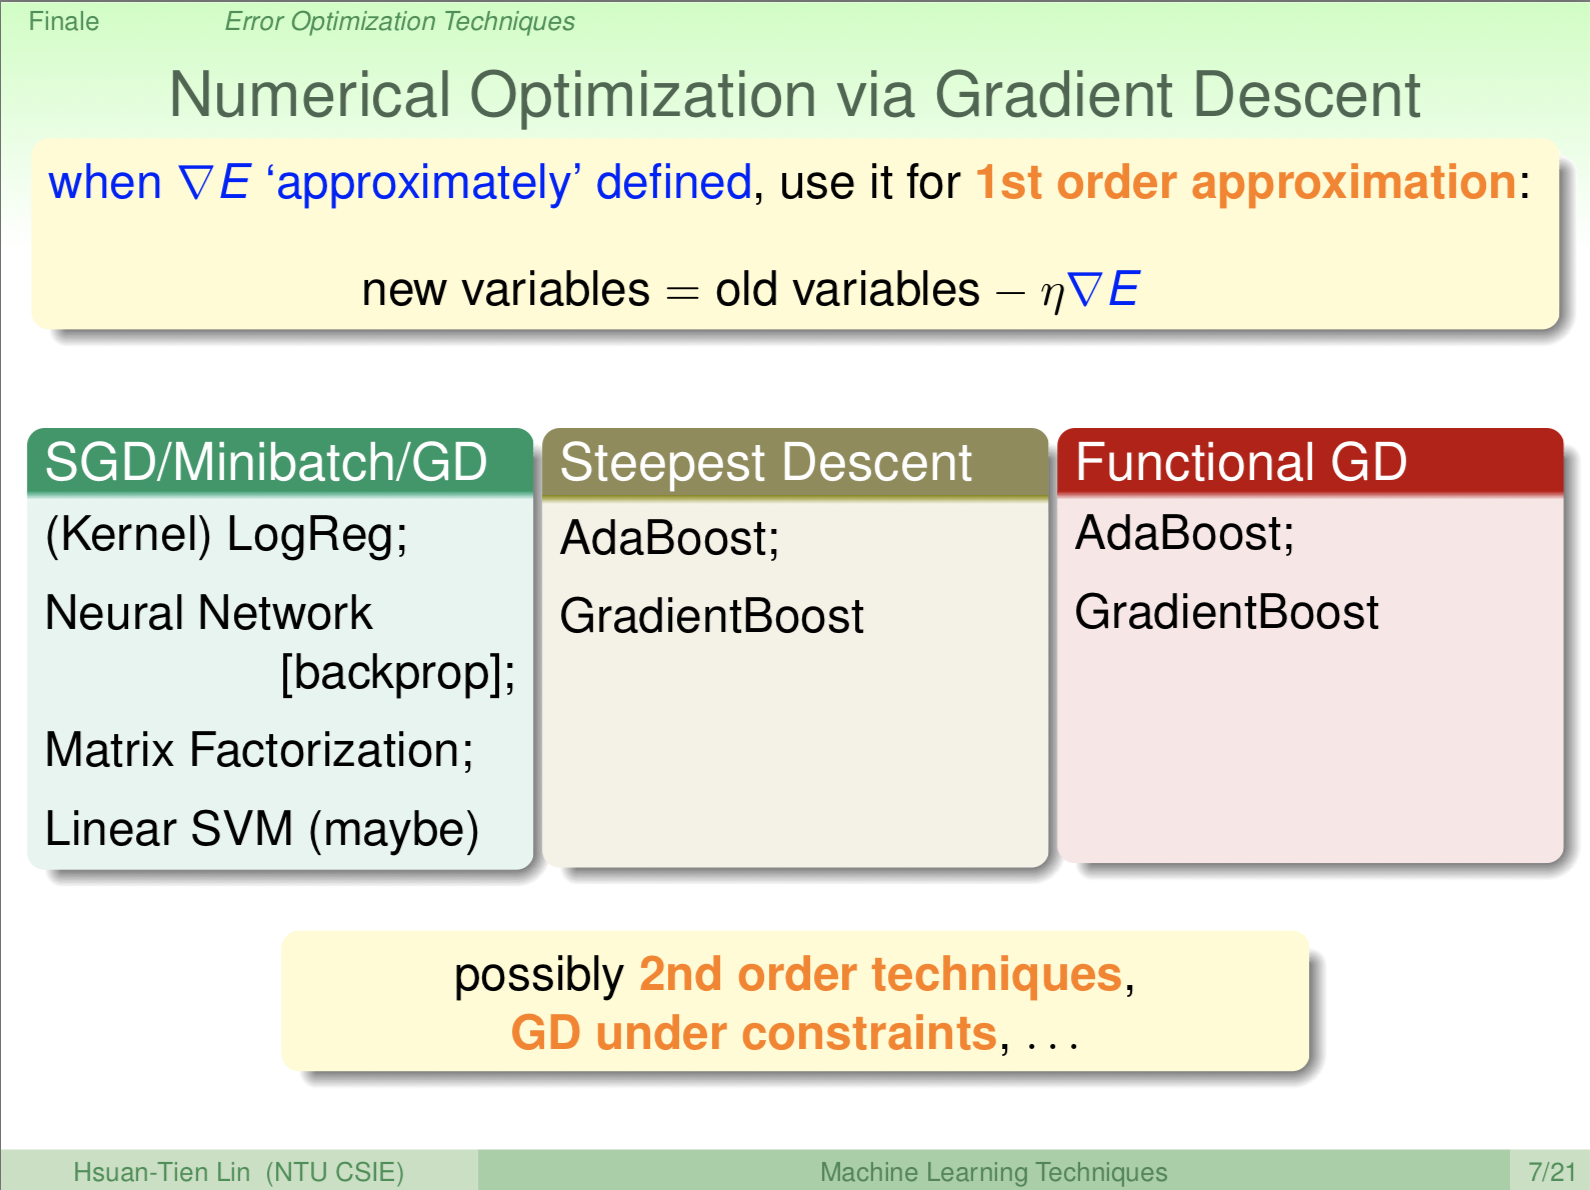 Finale Error Optimization Techniques
Numerical Optimization via Gradient Descent
when ∇E ‘approximately’ defined, use it for 1st order approximation:
new variables = old variables − η∇E
SGD/Minibatch/GD
(Kernel) LogReg;
Neural Network
[backprop];
Matrix Factorization;
Linear SVM (maybe)
Steepest Descent
AdaBoost;
GradientBoost
Functional GD
AdaBoost;
GradientBoost
possibly 2nd order techniques,
GD under constraints, . . .
Hsuan-Tien Lin (NTU CSIE) Machine Learning Techniques 7/21